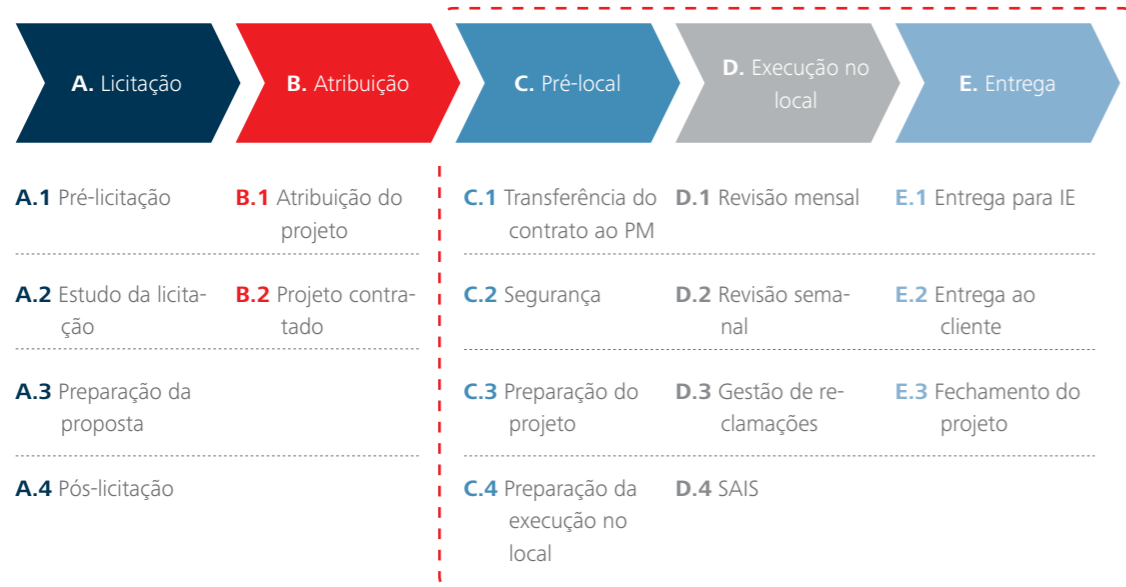 A. Licitação
B. Atribuição
C. Pré-local
D. Execução no
local
E. Entrega
A.1 Pré-licitação
B.1 Atribuição do
projeto
C.1 Transferência do
contrato ao PM
D.1 Revisão mensal
E.1 Entrega para IE
A.2 Estudo da licita-
ção
B.2 Projeto contra-
tado
C.2 Segurança
D.2 Revisão sema-
nal
E.2 Entrega ao
cliente
A.3 Preparação da
proposta
C.3 Preparação do
projeto
D.3 Gestão de re-
clamações
E.3 Fechamento do
projeto
A.4 Pós-licitação
C.4 Preparação da
execução no
local
D.4 SAIS